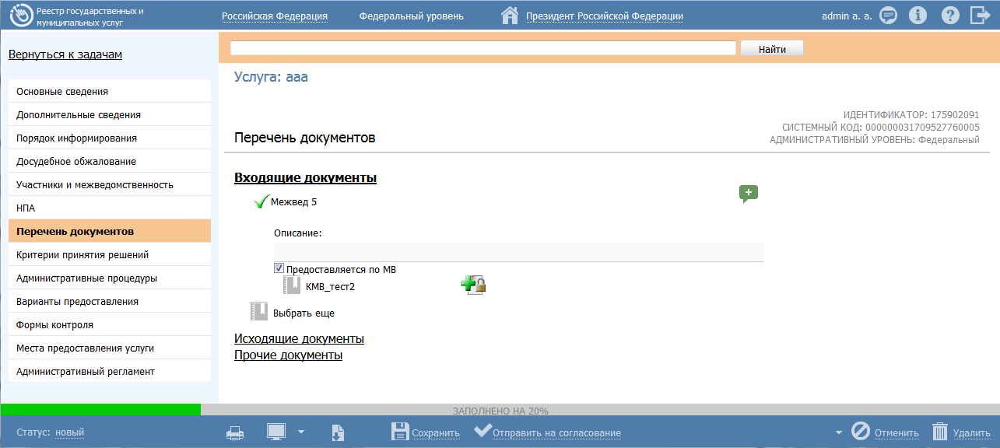 Реестр государственных и
муниципальных услуг
Российская Федерация
Федеральный уровень
Президент Российской Федерации
admin a. a.
Вернуться к задачам
Найти
Услуга: ааа
ИДЕНТИФИКАТОР: 175902091
СИСТЕМНЫЙ КОД: 000000031709527760005
АДМИНИСТРАТИВНЫЙ УРОВЕНЬ: Федеральный
Перечень документов
Основные сведения
Дополнительные сведения
Порядок информирования
Досудебное обжалование
Участники и межведомственность
НПА
Перечень документов
Критерии принятия решений
Административные процедуры
Варианты предоставления
Формы контроля
Места предоставления услуги
Административный регламент
Входящие документы
Межвед 5
Описание:
Предоставляется по МВ
КМВ_тест2
Выбрать еще
Исходящие документы
Прочие документы
ЗАПОЛНЕНО НА 20%
Статус: новый
Сохранить
Отправить на согласование
Отменить
Удалить